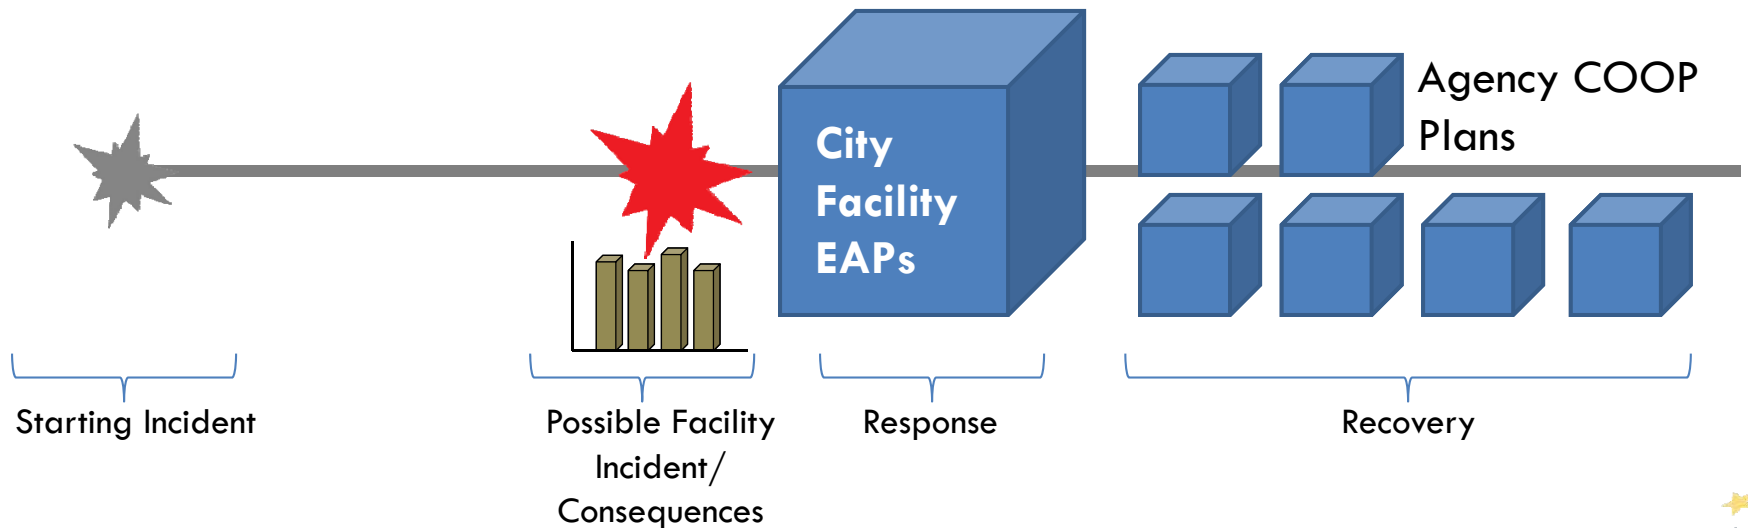 Agency COOP
Plans
City
Facility
EAPs
Starting Incident
Possible Facility
Incident/
Consequences
Response
Recovery